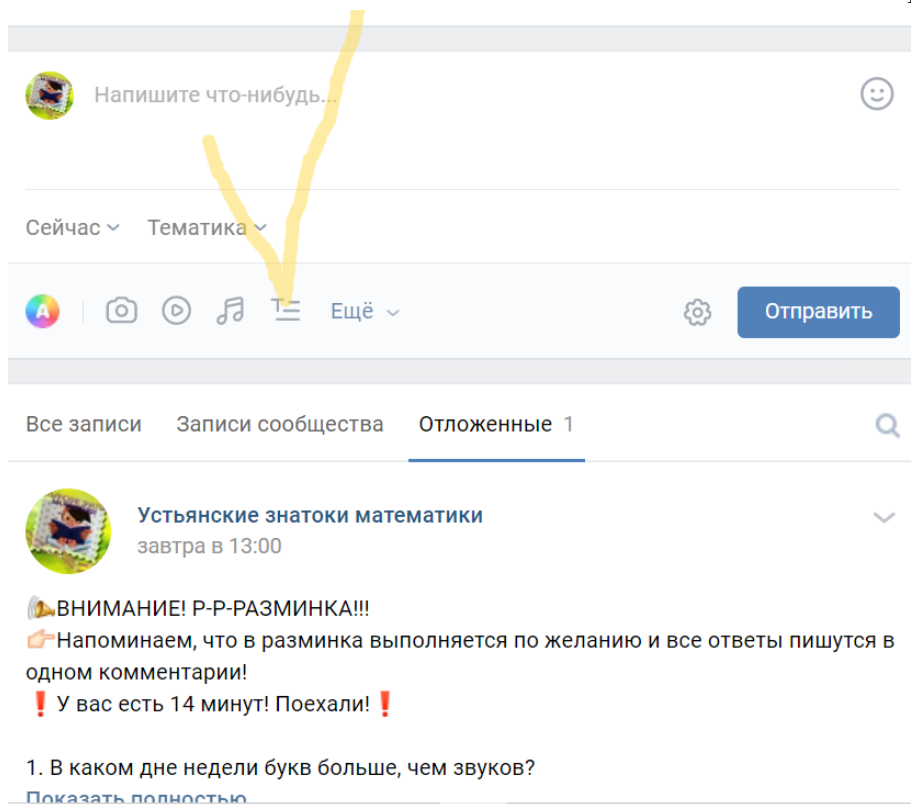 Напишите что-нибудь...
Сейчас Тематика
A T Ещё Отправить
Все записи Записи сообщества Отложенные 1
Устьянские знатоки математики
завтра в 13:00
ВНИМАНИЕ! Р-Р-РАЗМИНКА!!!
Напоминаем, что в разминка выполняется по желанию и все ответы пишутся в
одном комментарии!
❗ У вас есть 14 минут! Поехали! ❗
1. В каком дне недели букв больше, чем звуков?
Показать полностью